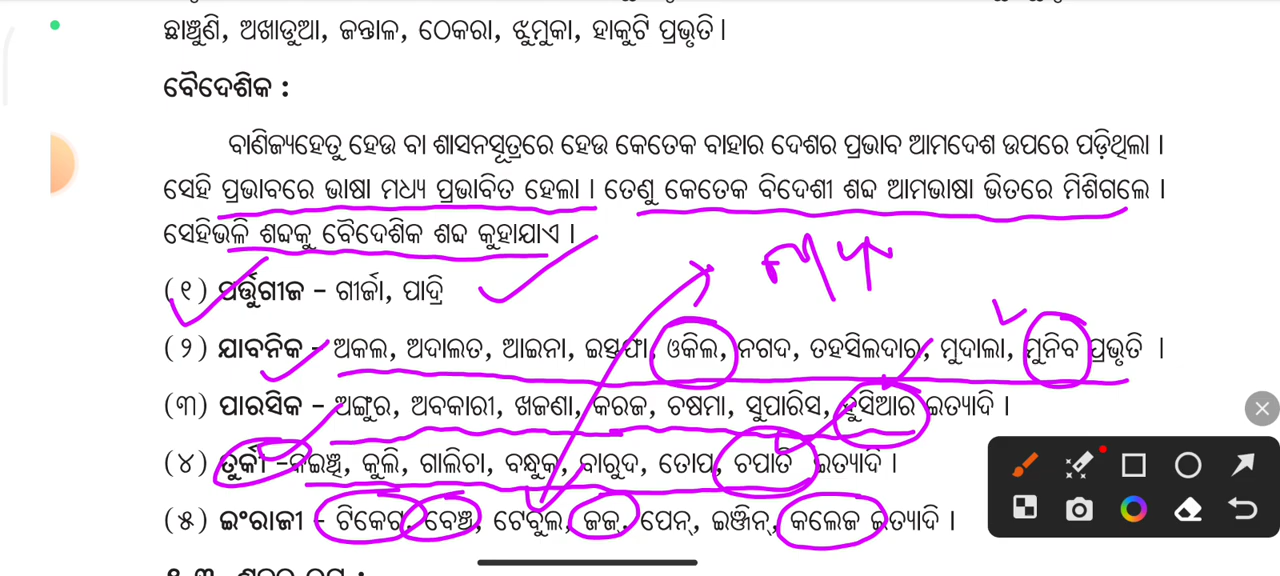 ଛାଞ୍ଚୁଣି, ଅଖାଡୁଆ, ଜନ୍ତାଳ, ଠେକରା, ଝୁମୁକା, ହାକୁଟି ପ୍ରଭୃତି ।
ବୈଦେଶିକ :
ବାଣିଜ୍ୟହେତୁ ହେଉ ବା ଶାସନସୂତ୍ରରେ ହେଉ କେତେକ ବାହାର ଦେଶର ପ୍ରଭାବ ଆମଦେଶ ଉପରେ ପଡ଼ିଥିଲା ।
ସେହି ପ୍ରଭାବରେ ଭାଷା ମଧ୍ୟ ପ୍ରଭାବିତ ହେଲା । ତେଣୁ କେତେକ ବିଦେଶୀ ଶବ୍ଦ ଆମଭାଷା ଭିତରେ ମିଶିଗଲେ ।
ସେହିଭଳି ଶବ୍ଦକୁ ବୈଦେଶିକ ଶବ୍ଦ କୁହାଯାଏ ।
(୧) ପର୍ତ୍ତୁଗୀଜ – ଗୀର୍ଜା, ପାଦ୍ରି
(୨) ଯାବନିକ – ଅକଲ, ଅଦାଲତ, ଆଇନା, ଇସ୍ତଫା, ଓକିଲ, ନଗଦ, ତହସିଲଦାର, ମୁଦାଲା, ମୁନିବ ପ୍ରଭୃତି ।
(୩) ପାରସିକ – ଅଙ୍ଗୁର, ଅବକାରୀ, ଖଜଣା, କରଜ, ଚଷମା, ସୁପାରିସ, ହୁସିଆର ଇତ୍ୟାଦି ।
(୪) ତୁର୍କୀ –କଇଞ୍ଚି, କୁଲି, ଗାଲିଚା, ବନ୍ଧୁକ, ବାରୁଦ, ତୋପ, ଚପାତି ଇତ୍ୟାଦି ।
(୫) ଇଂରାଜୀ – ଟିକେଟ, ବେଞ୍ଚ, ଟେବୁଲ, ଜଜ୍, ପେନ୍, ଇଞ୍ଜିନ୍, କଲେଜ ଇତ୍ୟାଦି ।